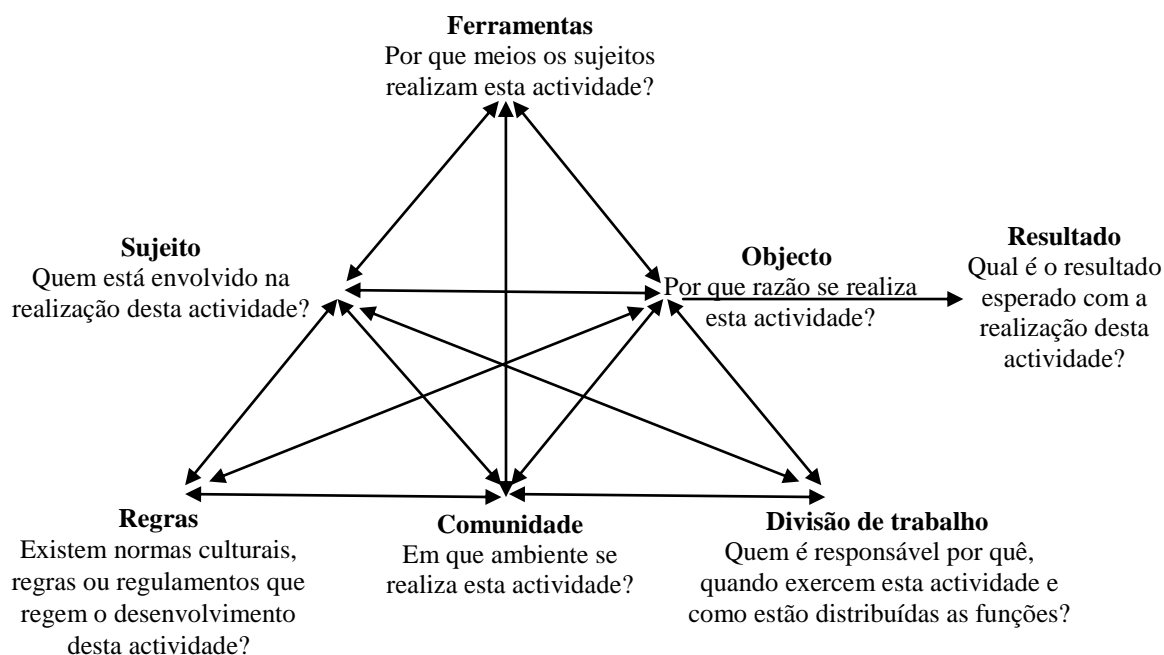 Ferramentas
Por que meios os sujeitos
realizam esta actividade?
Sujeito
Quem está envolvido na
realização desta actividade?
Objecto
Por que razão se realiza
esta actividade?
Resultado
Qual é o resultado
esperado com a
realização desta
actividade?
Regras
Existem normas culturais,
regras ou regulamentos que
regem o desenvolvimento
desta actividade?
Comunidade
Em que ambiente se
realiza esta actividade?
Divisão de trabalho
Quem é responsável por quê,
quando exercem esta actividade e
como estão distribuídas as funções?